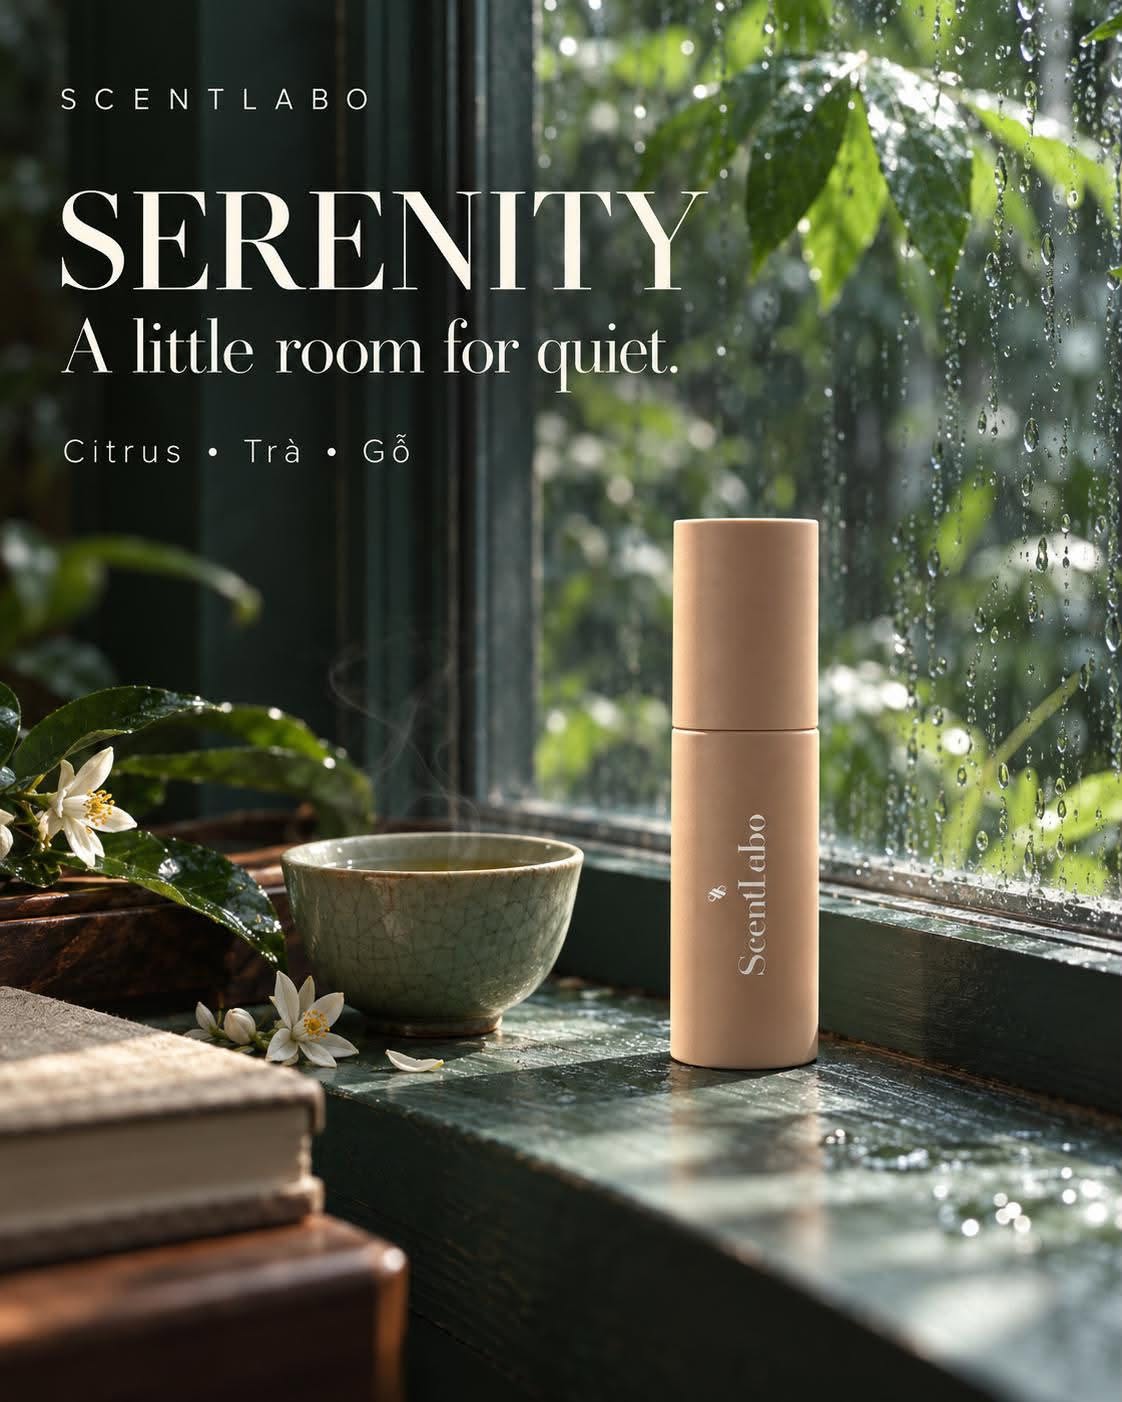 SCENTLABO
SERENITY
A little room for quiet.
Citrus • Trà • Gỗ
ScentLabo